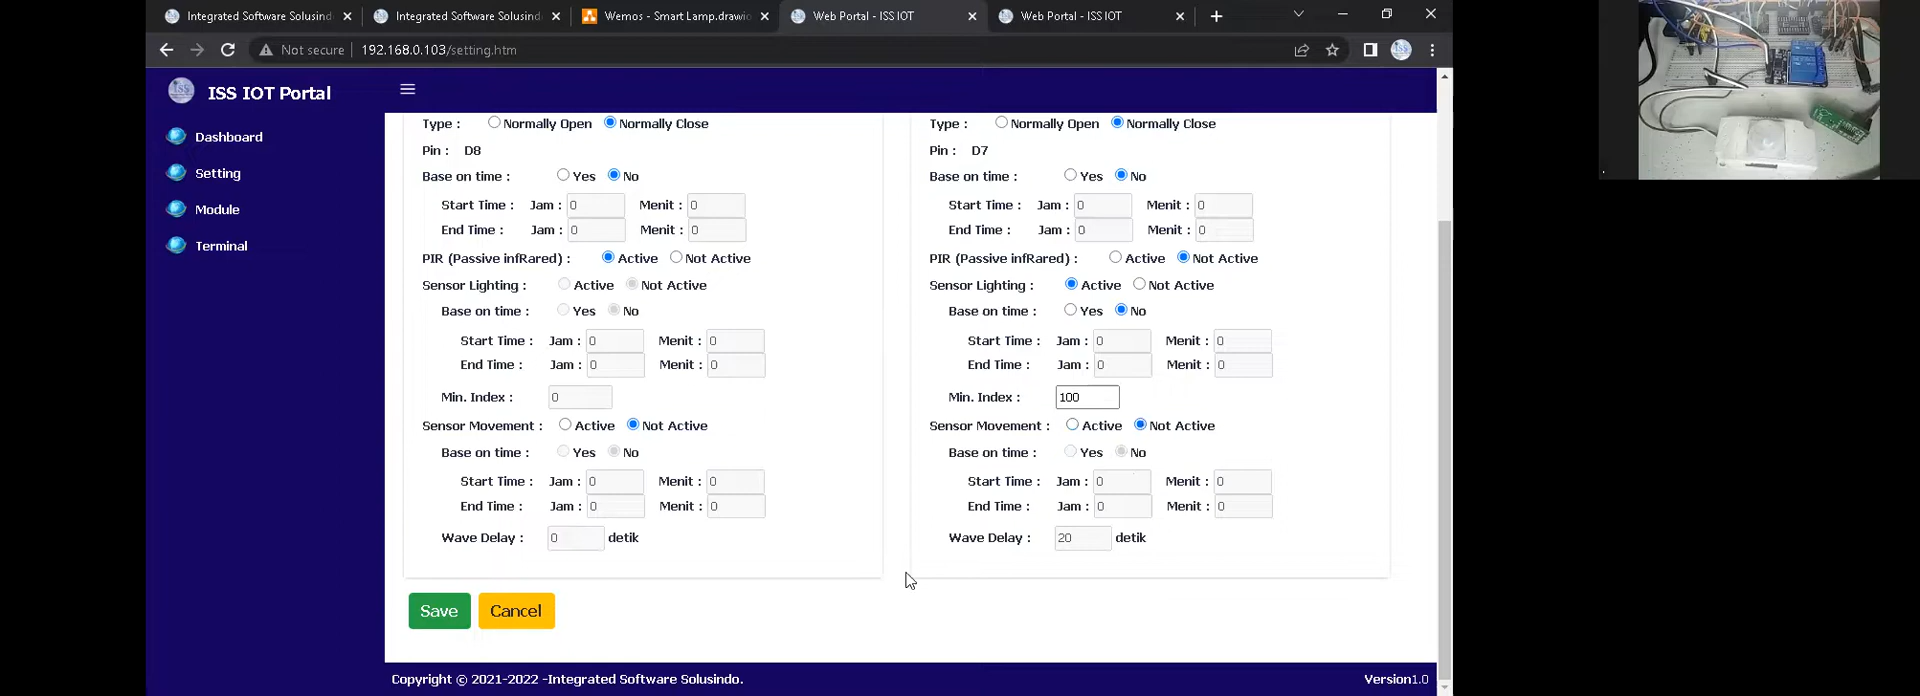 Integrated Software Solusind
Integrated Software Solusind
Wemos - Smart Lamp.drawio
Web Portal - ISS IOT
Web Portal - ISS IOT
Not secure
192.168.0.103/setting.htm
ISS IOT Portal
Dashboard
Setting
Module
Terminal
Type : Normally Open Normally Close
Pin : D8
Base on time : Yes No
Start Time : Jam : 0 Menit : 0
End Time : Jam : 0 Menit : 0
PIR (Passive infRared) : Active Not Active
Sensor Lighting : Active Not Active
Base on time : Yes No
Start Time : Jam : 0 Menit : 0
End Time : Jam : 0 Menit : 0
Min. Index : 0
Sensor Movement : Active Not Active
Base on time : Yes No
Start Time : Jam : 0 Menit : 0
End Time : Jam : 0 Menit : 0
Wave Delay : 0 detik
Type : Normally Open Normally Close
Pin : D7
Base on time : Yes No
Start Time : Jam : 0 Menit : 0
End Time : Jam : 0 Menit : 0
PIR (Passive infRared) : Active Not Active
Sensor Lighting : Active Not Active
Base on time : Yes No
Start Time : Jam : 0 Menit : 0
End Time : Jam : 0 Menit : 0
Min. Index : 100
Sensor Movement : Active Not Active
Base on time : Yes No
Start Time : Jam : 0 Menit : 0
End Time : Jam : 0 Menit : 0
Wave Delay : 20 detik
Save
Cancel
Copyright © 2021-2022 -Integrated Software Solusindo.
Version1.0